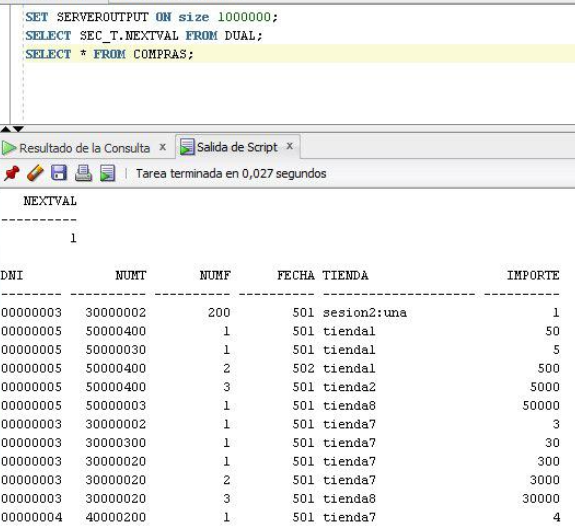 SET SERVEROUTPUT ON size 1000000;
SELECT SEC_T.NEXTVAL FROM DUAL;
SELECT * FROM COMPRAS;
Resultado de la Consulta x Salida de Script x
Tarea terminada en 0,027 segundos
NEXTVAL
----------
1
DNI NUMT NUMF FECHA TIENDA IMPORTE
-------- ---------- ---------- ---------- -------------------- ----------
00000003 30000002 200 501 sesion2:una 1
00000005 50000400 1 501 tienda1 50
00000005 50000030 1 501 tienda1 5
00000005 50000400 2 502 tienda1 500
00000005 50000400 3 501 tienda2 5000
00000005 50000003 1 501 tienda8 50000
00000003 30000002 1 501 tienda7 3
00000003 30000300 1 501 tienda7 30
00000003 30000020 1 501 tienda7 300
00000003 30000020 2 501 tienda7 3000
00000003 30000020 3 501 tienda8 30000
00000004 40000200 1 501 tienda7 4